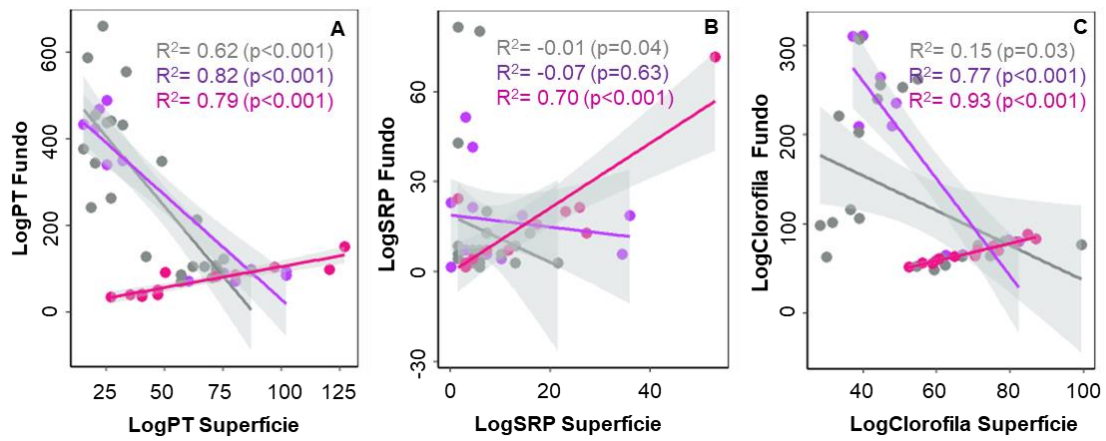 A
R²= 0.62 (p<0.001)
R²= 0.82 (p<0.001)
R²= 0.79 (p<0.001)
LogPT Fundo
600
400
200
0
25 50 75 100 125
LogPT Superfície
B
R²= -0.01 (p=0.04)
R²= -0.07 (p=0.63)
R²= 0.70 (p<0.001)
LogSRP Fundo
60
30
0
-30
0 20 40
LogSRP Superfície
C
R²= 0.15 (p=0.03)
R²= 0.77 (p<0.001)
R²= 0.93 (p<0.001)
LogClorofila Fundo
300
200
100
0
40 60 80 100
LogClorofila Superfície